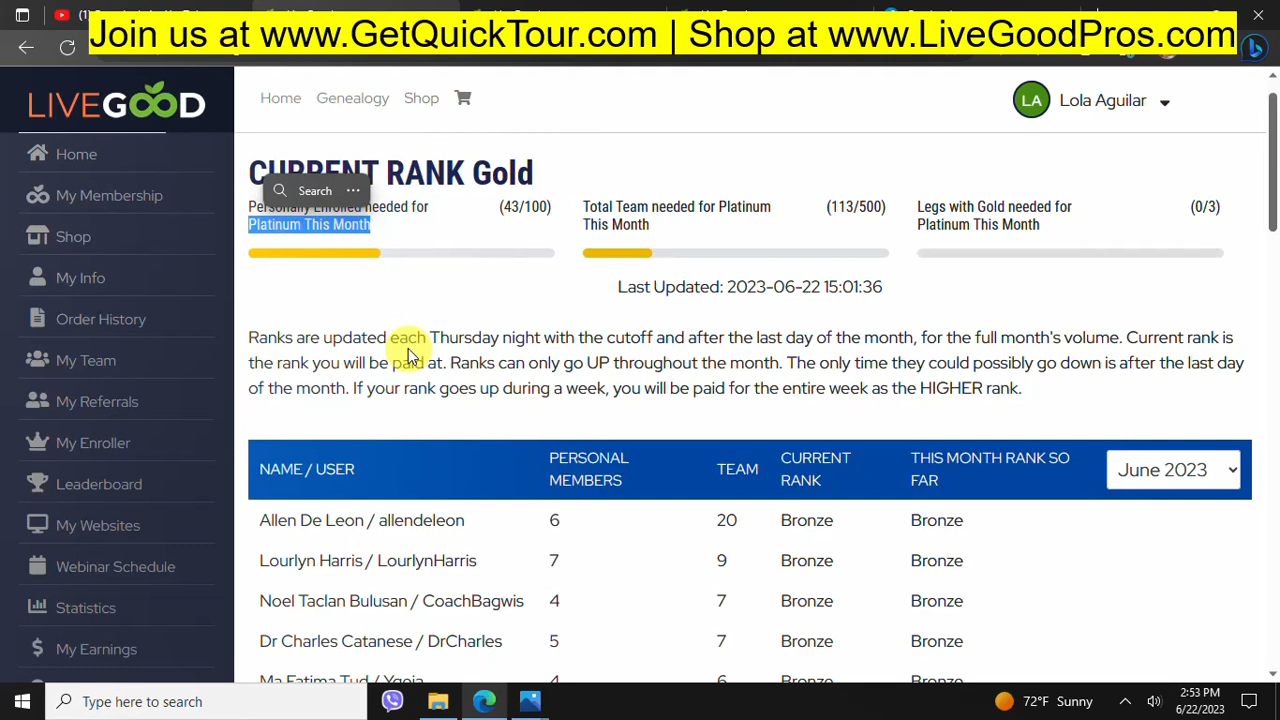 Join us at www.GetQuickTour.com | Shop at www.LiveGoodPros.com
LIVEGOOD
Home
Genealogy
Shop
LA
Lola Aguilar
Home
My Membership
Shop
My Info
Order History
My Team
My Referrals
My Enroller
Leaderboard
My Websites
Webinar Schedule
Statistics
My Earnings
CURRENT RANK Gold
Search
Personally Enrolled needed for (43/100)
Platinum This Month
Total Team needed for Platinum (113/500)
This Month
Legs with Gold needed for (0/3)
Platinum This Month
Last Updated: 2023-06-22 15:01:36
Ranks are updated each Thursday night with the cutoff and after the last day of the month, for the full month's volume. Current rank is
the rank you will be paid at. Ranks can only go UP throughout the month. The only time they could possibly go down is after the last day
of the month. If your rank goes up during a week, you will be paid for the entire week as the HIGHER rank.
NAME / USER
PERSONAL
MEMBERS
TEAM
CURRENT
RANK
THIS MONTH RANK SO
FAR
June 2023
Allen De Leon / allendeleon 6 20 Bronze Bronze
Lourlyn Harris / LourlynHarris 7 9 Bronze Bronze
Noel Taclan Bulusan / CoachBagwis 4 7 Bronze Bronze
Dr Charles Catanese / DrCharles 5 7 Bronze Bronze
Ma Fatima Tud 4 6 Bronze Bronze
Type here to search
72°F Sunny
2:53 PM
6/22/2023